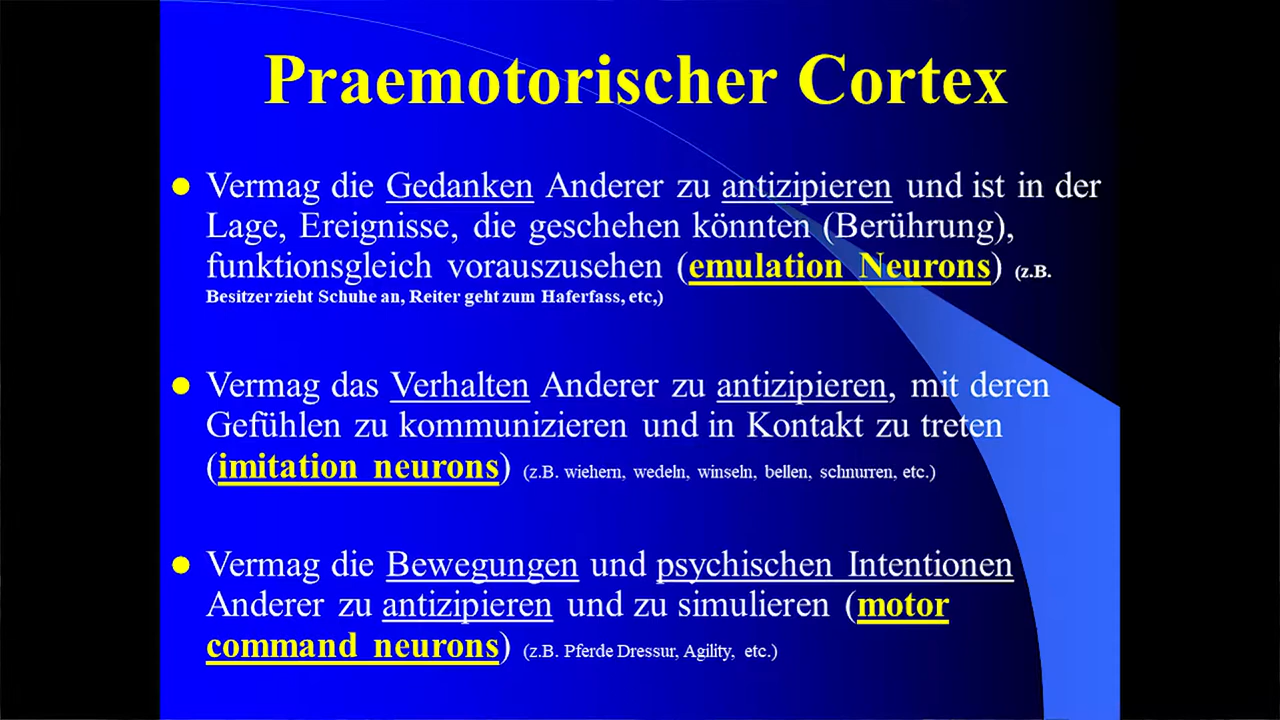 Praemotorischer Cortex
Vermag die Gedanken Anderer zu antizipieren und ist in der
Lage, Ereignisse, die geschehen könnten (Berührung),
funktionsgleich vorauszusehen (emulation Neurons) (z.B.
Besitzer zieht Schuhe an, Reiter geht zum Haferfass, etc,)
Vermag das Verhalten Anderer zu antizipieren, mit deren
Gefühlen zu kommunizieren und in Kontakt zu treten
(imitation neurons) (z.B. wiehern, wedeln, winseln, bellen, schnurren, etc.)
Vermag die Bewegungen und psychischen Intentionen
Anderer zu antizipieren und zu simulieren (motor
command neurons) (z.B. Pferde Dressur, Agility, etc.)